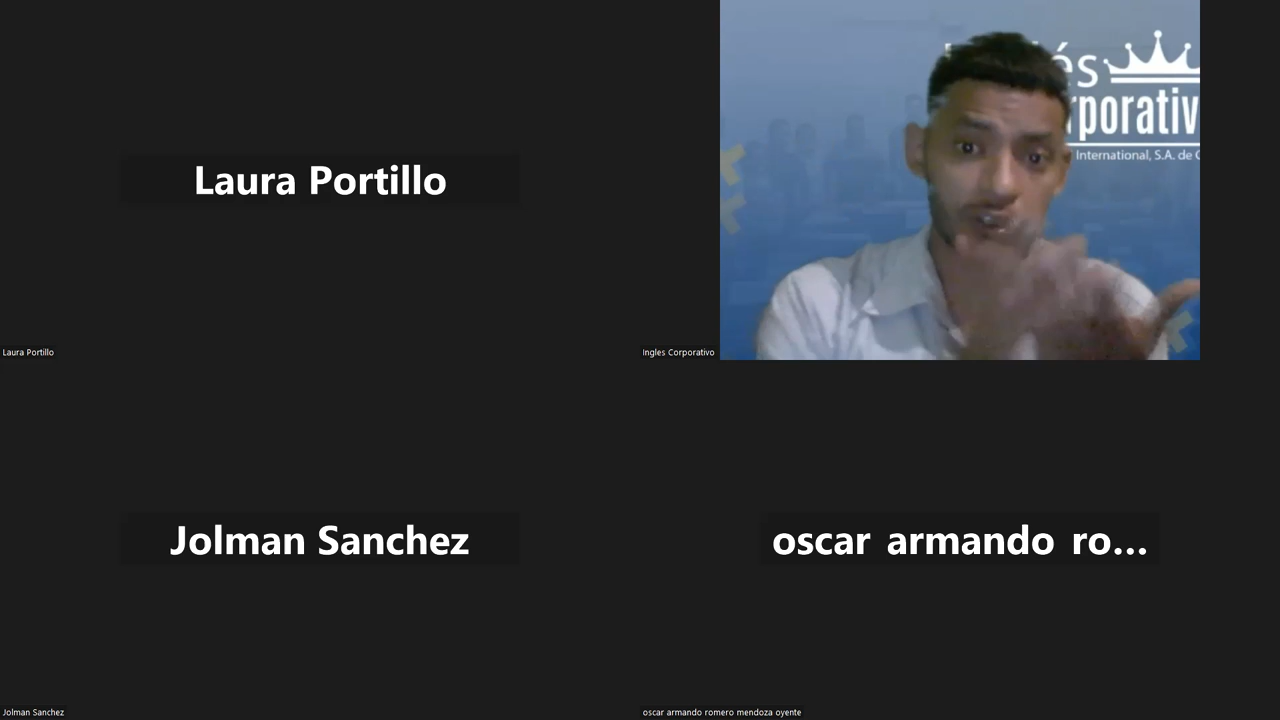 Laura Portillo
Laura Portillo
és
rporativ
International, S.A. de C
Ingles Corporativo
Jolman Sanchez
oscar armando ro...
Jolman Sanchez
oscar armando romero mendoza oyente